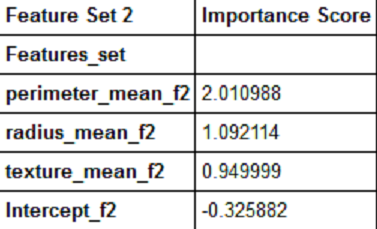 Feature Set 2 Importance Score
Features_set
perimeter_mean_f2 2.010988
radius_mean_f2 1.092114
texture_mean_f2 0.949999
Intercept_f2 -0.325882